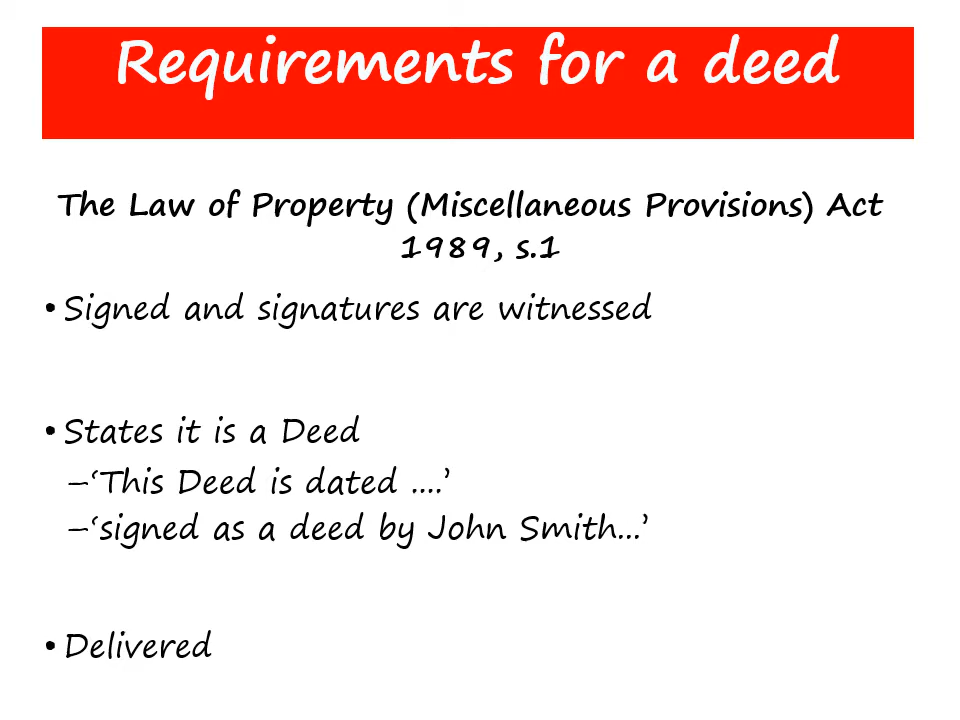 Requirements for a deed
The Law of Property (Miscellaneous Provisions) Act
1989, s.1
• Signed and signatures are witnessed
• States it is a Deed
–‘This Deed is dated ....’
–‘signed as a deed by John Smith...’
• Delivered